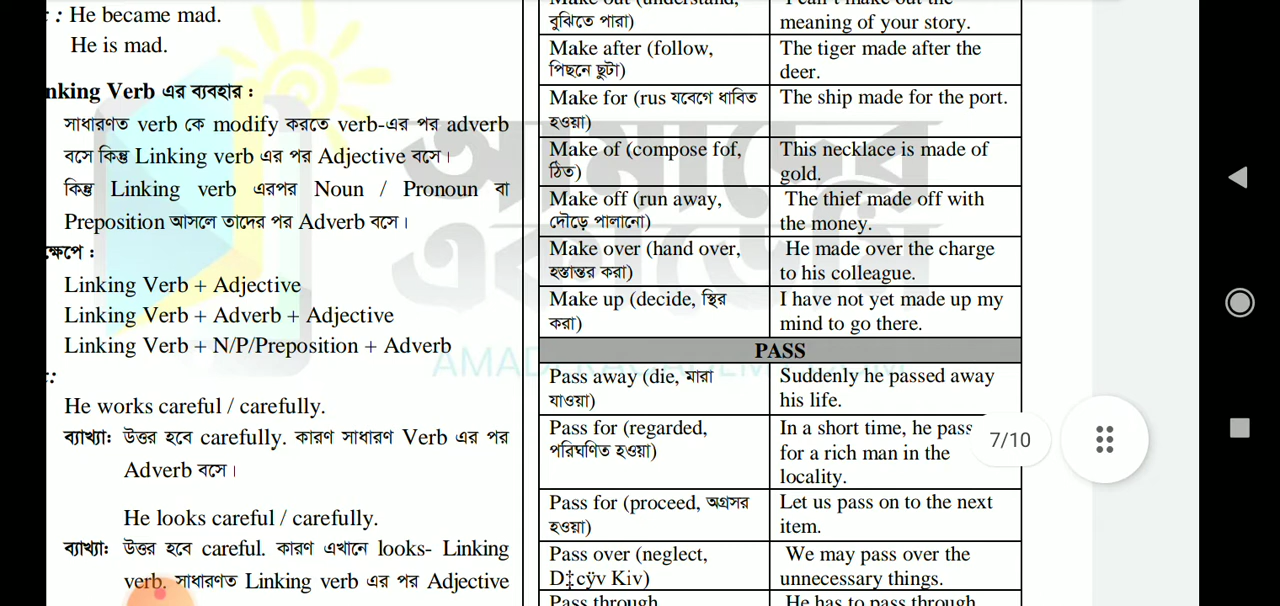 : He became mad.
He is mad.
nking Verb এর ব্যবহার :
সাধারণত verb কে modify করতে verb-এর পর adverb
বসে কিন্তু Linking verb এর পর Adjective বসে।
কিন্তু Linking verb এরপর Noun / Pronoun বা
Preposition আসলে তাদের পর Adverb বসে।
ক্ষেপে :
Linking Verb + Adjective
Linking Verb + Adverb + Adjective
Linking Verb + N/P/Preposition + Adverb
:
He works careful / carefully.
ব্যাখ্যা: উত্তর হবে carefully. কারণ সাধারণ Verb এর পর
Adverb বসে।
He looks careful / carefully.
ব্যাখ্যা: উত্তর হবে careful. কারণ এখানে looks- Linking
verb. সাধারণত Linking verb এর পর Adjective
Make out (understand,
বুঝিতে পারা)
I can't make out the
meaning of your story.
Make after (follow,
পিছনে ছুটা)
The tiger made after the
deer.
Make for (rus যবেগে ধাবিত
হওয়া)
The ship made for the port.
Make of (compose fof,
ঠিত)
This necklace is made of
gold.
Make off (run away,
দৌড়ে পালানো)
The thief made off with
the money.
Make over (hand over,
হস্তান্তর করা)
He made over the charge
to his colleague.
Make up (decide, স্থির
করা)
I have not yet made up my
mind to go there.
PASS
Pass away (die, মারা
যাওয়া)
Suddenly he passed away
his life.
Pass for (regarded,
পরিঘণিত হওয়া)
In a short time, he pass
for a rich man in the
locality.
Pass for (proceed, অগ্রসর
হওয়া)
Let us pass on to the next
item.
Pass over (neglect,
D‡cÿv Kiv)
We may pass over the
unnecessary things.
Pass through
He has to pass through
7/10
আমাদের
একাডেমি